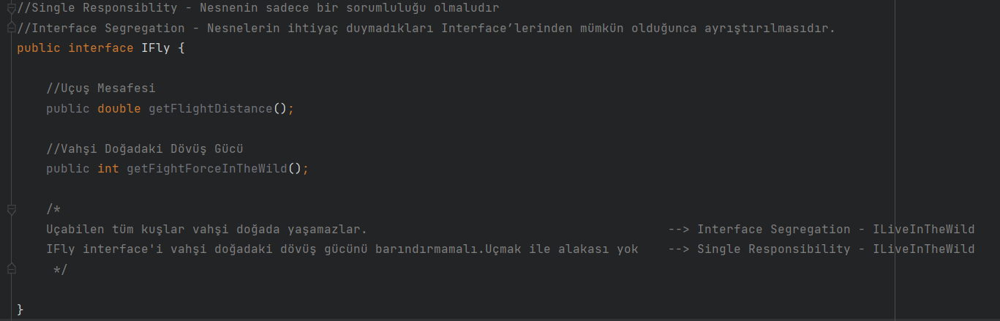 //Single Responsiblity - Nesnenin sadece bir sorumluluğu olmaludır
//Interface Segregation - Nesnelerin ihtiyaç duymadıkları Interface’lerinden mümkün olduğunca ayrıştırılmasıdır.
public interface IFly {
//Uçuş Mesafesi
public double getFlightDistance();
//Vahşi Doğadaki Dövüş Gücü
public int getFightForceInTheWild();
/*
Uçabilen tüm kuşlar vahşi doğada yaşamazlar. --> Interface Segregation - ILiveInTheWild
IFly interface'i vahşi doğadaki dövüş gücünü barındırmamalı.Uçmak ile alakası yok --> Single Responsibility - ILiveInTheWild
*/
}